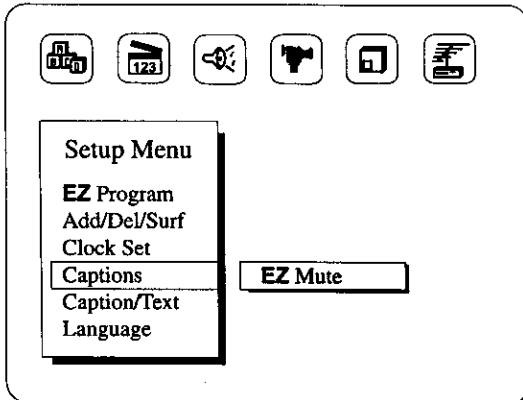 123
Setup Menu
EZ Program
Add/Del/Surf
Clock Set
Captions
EZ Mute
Caption/Text
Language